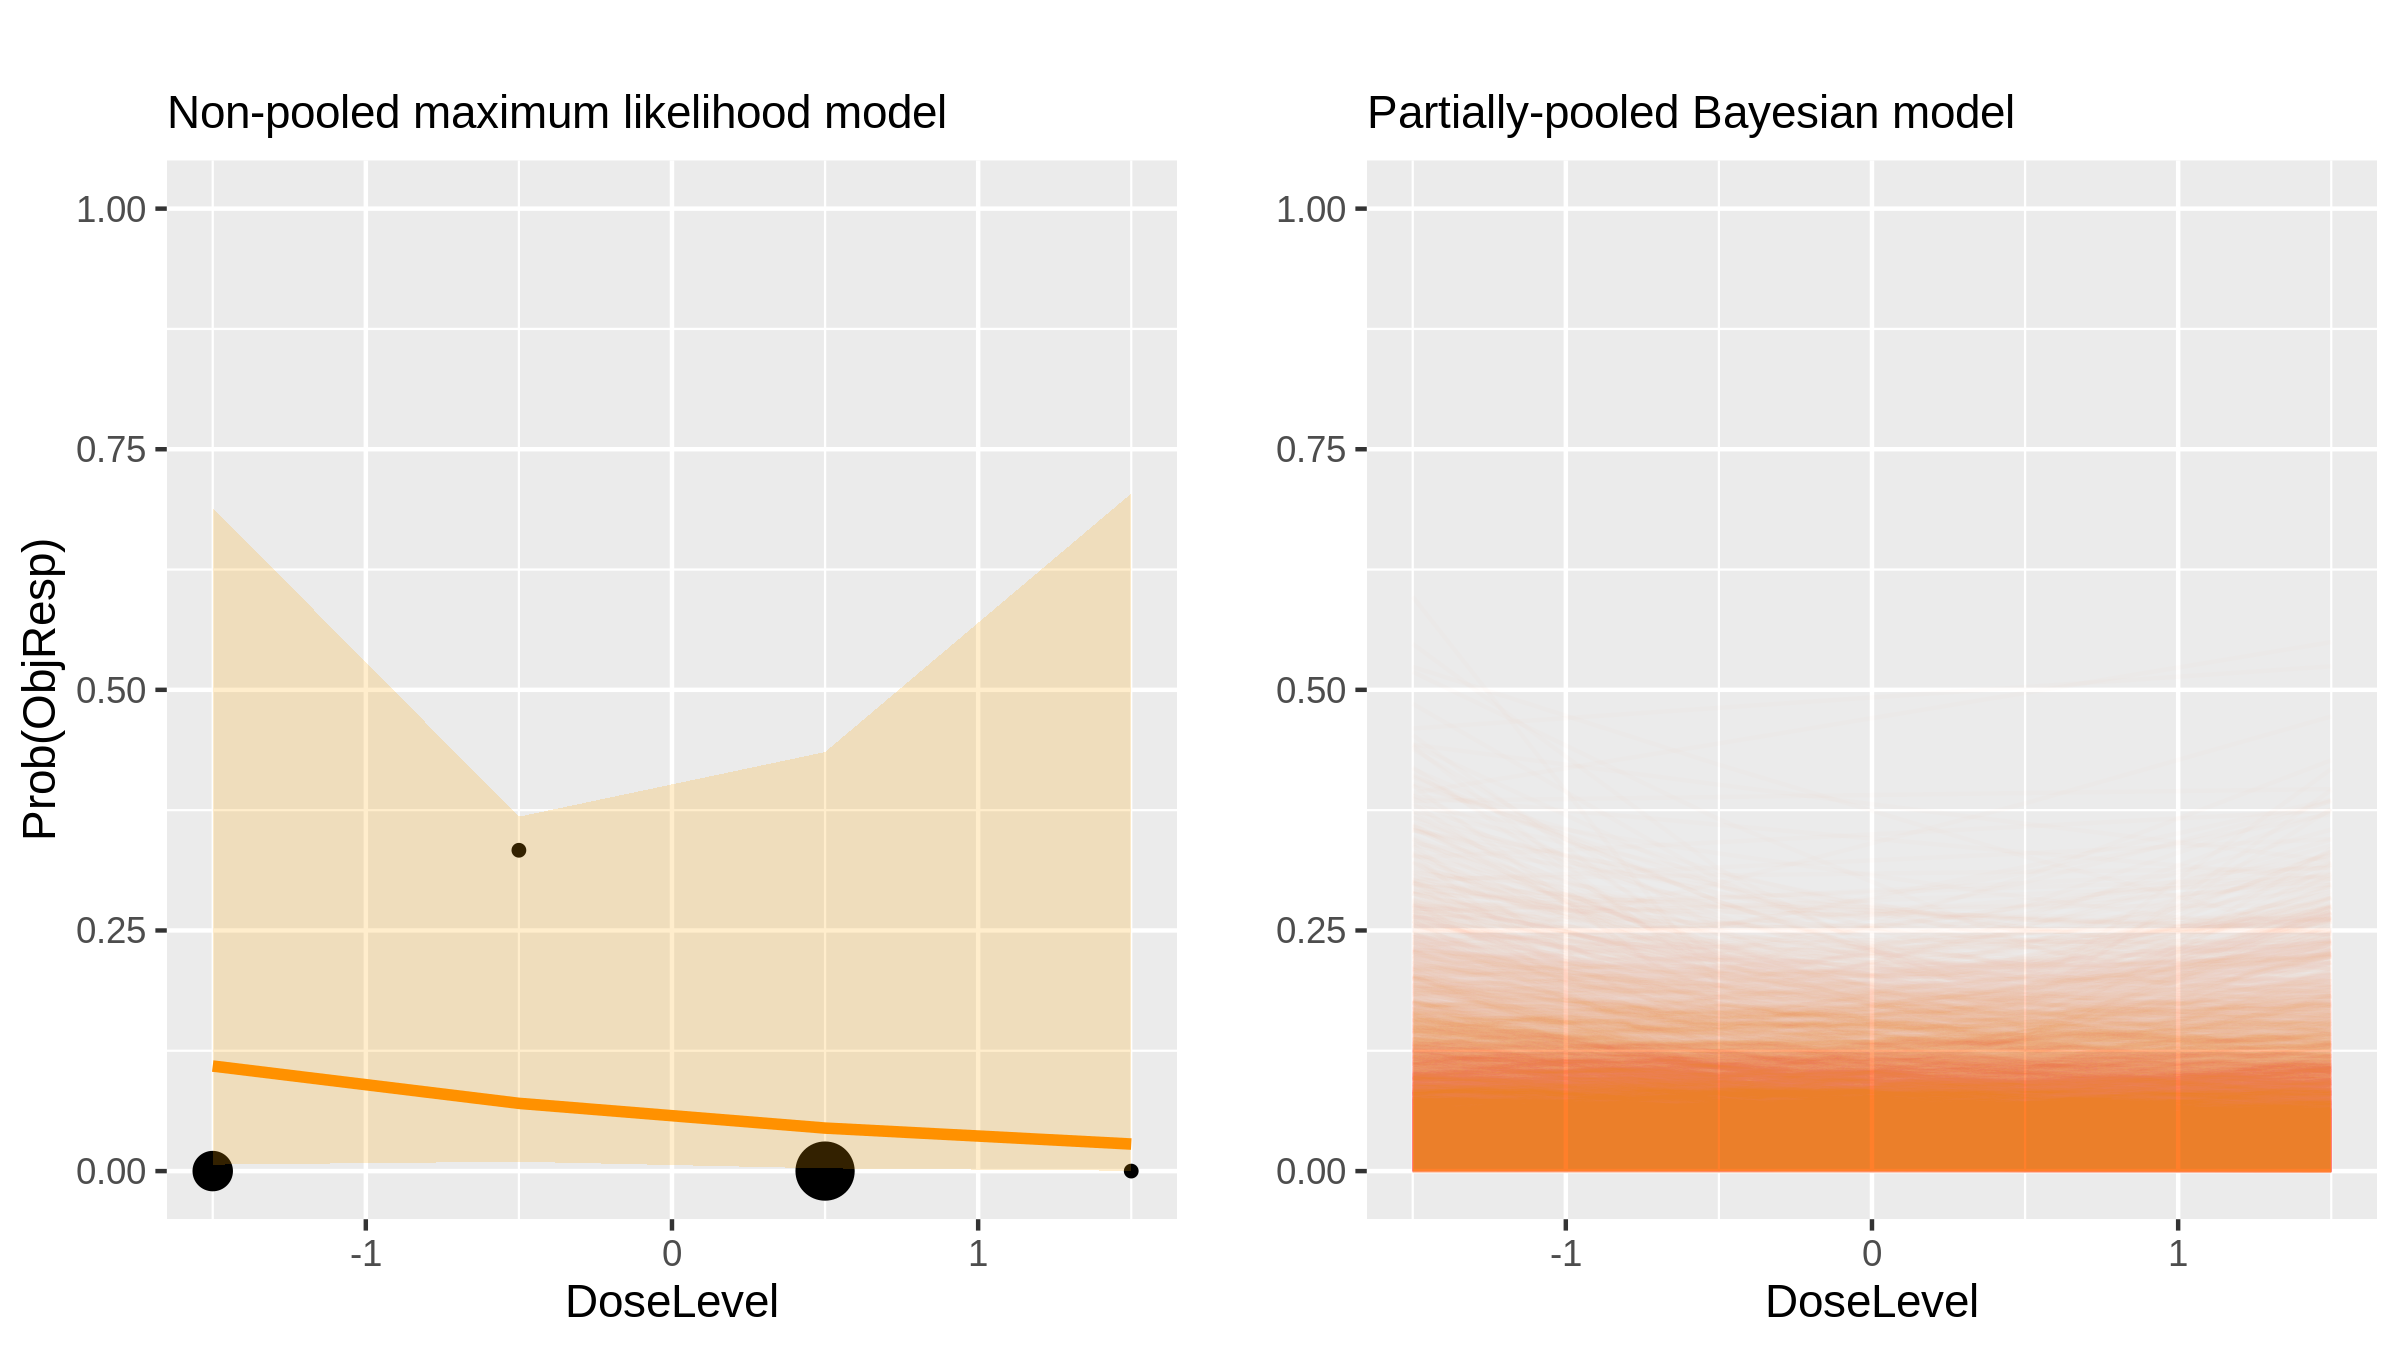 Non-pooled maximum likelihood model
Prob(ObjResp)
1.00
0.75
0.50
0.25
0.00
-1 0 1
DoseLevel
Partially-pooled Bayesian model
1.00
0.75
0.50
0.25
0.00
-1 0 1
DoseLevel